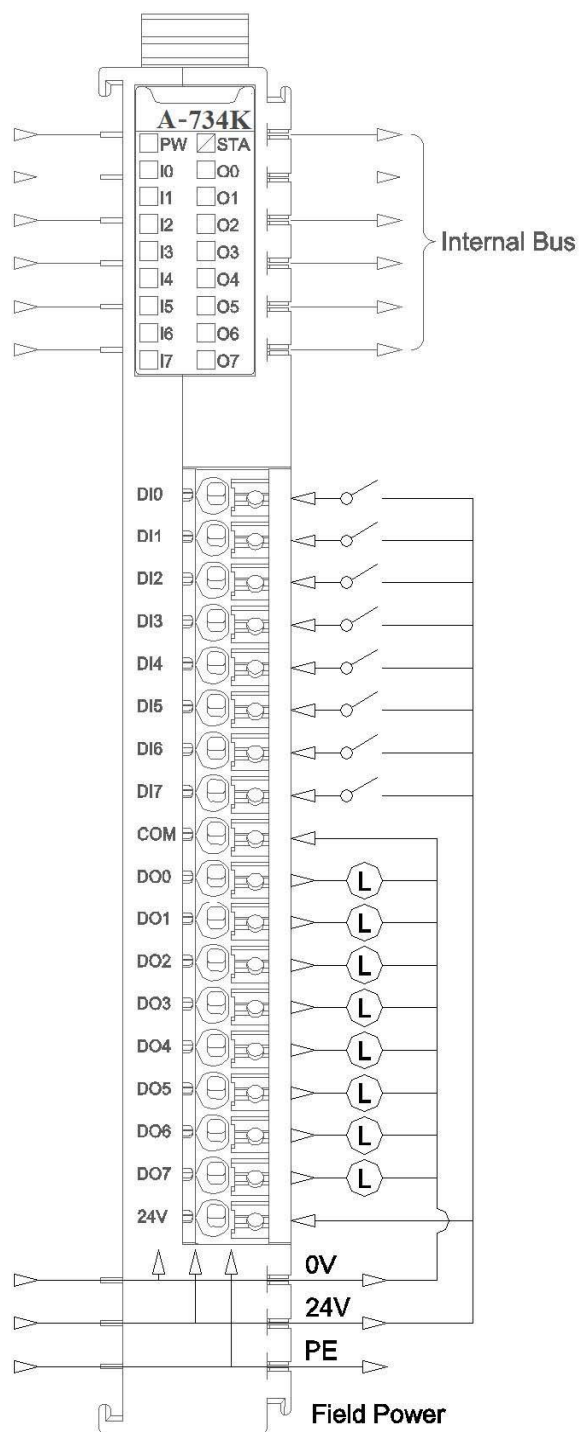 A-734K
PW STA
I0 O0
I1 O1
I2 O2
I3 O3
I4 O4
I5 O5
I6 O6
I7 O7
Internal Bus
DI0
DI1
DI2
DI3
DI4
DI5
DI6
DI7
COM
DO0 L
DO1 L
DO2 L
DO3 L
DO4 L
DO5 L
DO6 L
DO7 L
24V
0V
24V
PE
Field Power